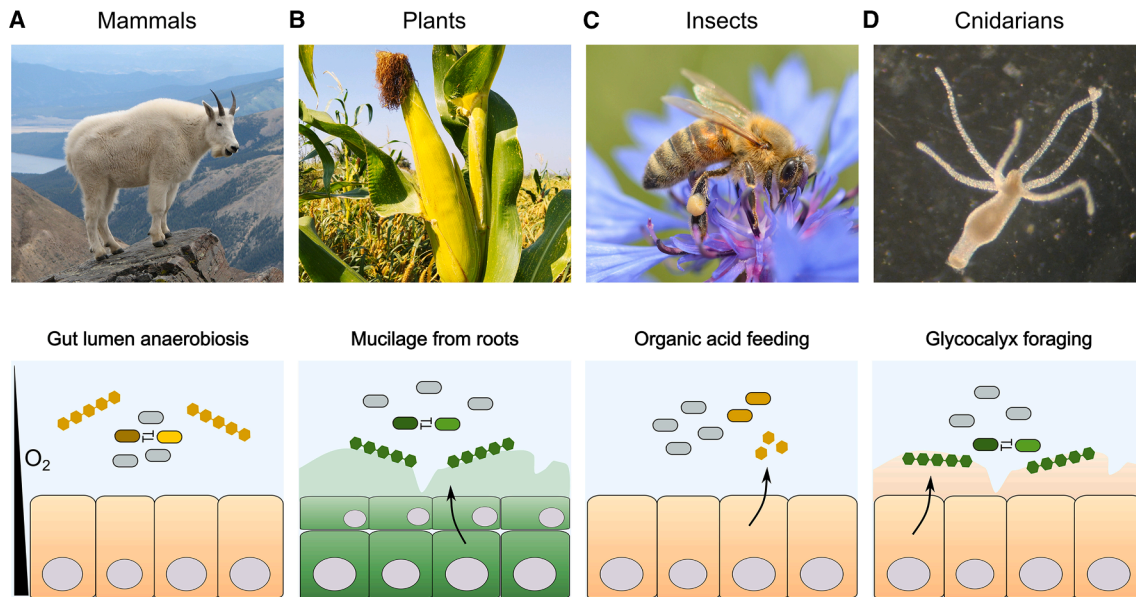 A Mammals
B Plants
C Insects
D Cnidarians
Gut lumen anaerobiosis
Mucilage from roots
Organic acid feeding
Glycocalyx foraging
O2